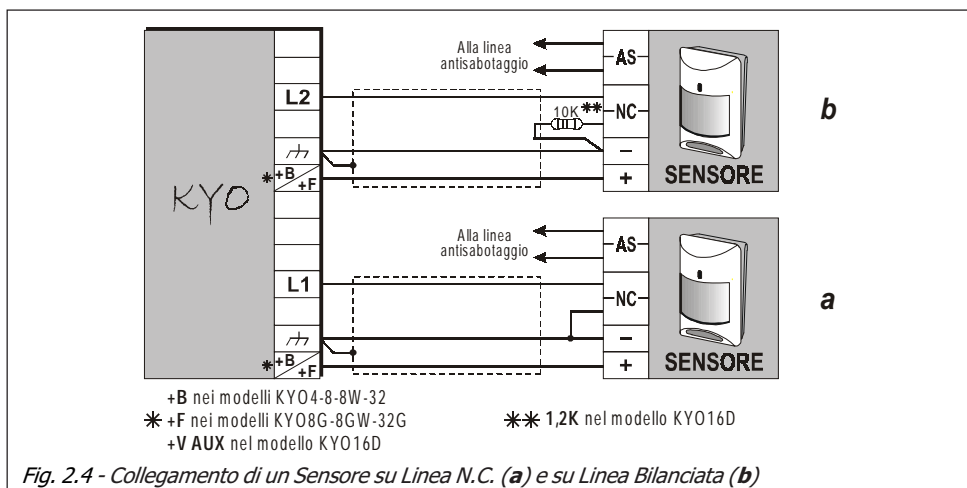 Alla linea
antisabotaggio
AS
L2
10K **
NC
b
–
* +B
+F
+
SENSORE
KYO
Alla linea
antisabotaggio
AS
L1
NC
a
–
* +B
+F
+
SENSORE
+B nei modelli KYO4-8-8W-32
* +F nei modelli KYO8G-8GW-32G
** 1,2K nel modello KYO16D
+V AUX nel modello KYO16D
Fig. 2.4 - Collegamento di un Sensore su Linea N.C. (a) e su Linea Bilanciata (b)